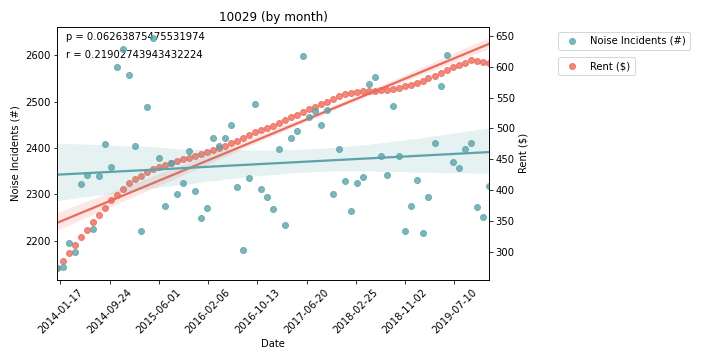 10029 (by month)
p = 0.06263875475531974
r = 0.21902743943432224
Noise Incidents (#)
Rent ($)
2600
2500
2400
2300
2200
650
600
550
500
450
400
350
300
Noise Incidents (#)
Rent ($)
2014-01-17
2014-09-24
2015-06-01
2016-02-06
2016-10-13
2017-06-20
2018-02-25
2018-11-02
2019-07-10
Date